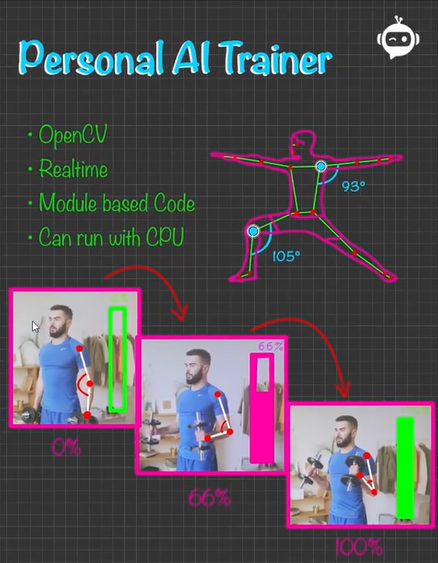 Personal AI Trainer
• OpenCV
• Realtime
• Module based Code
• Can run with CPU
93°
105°
0%
66%
66%
100%